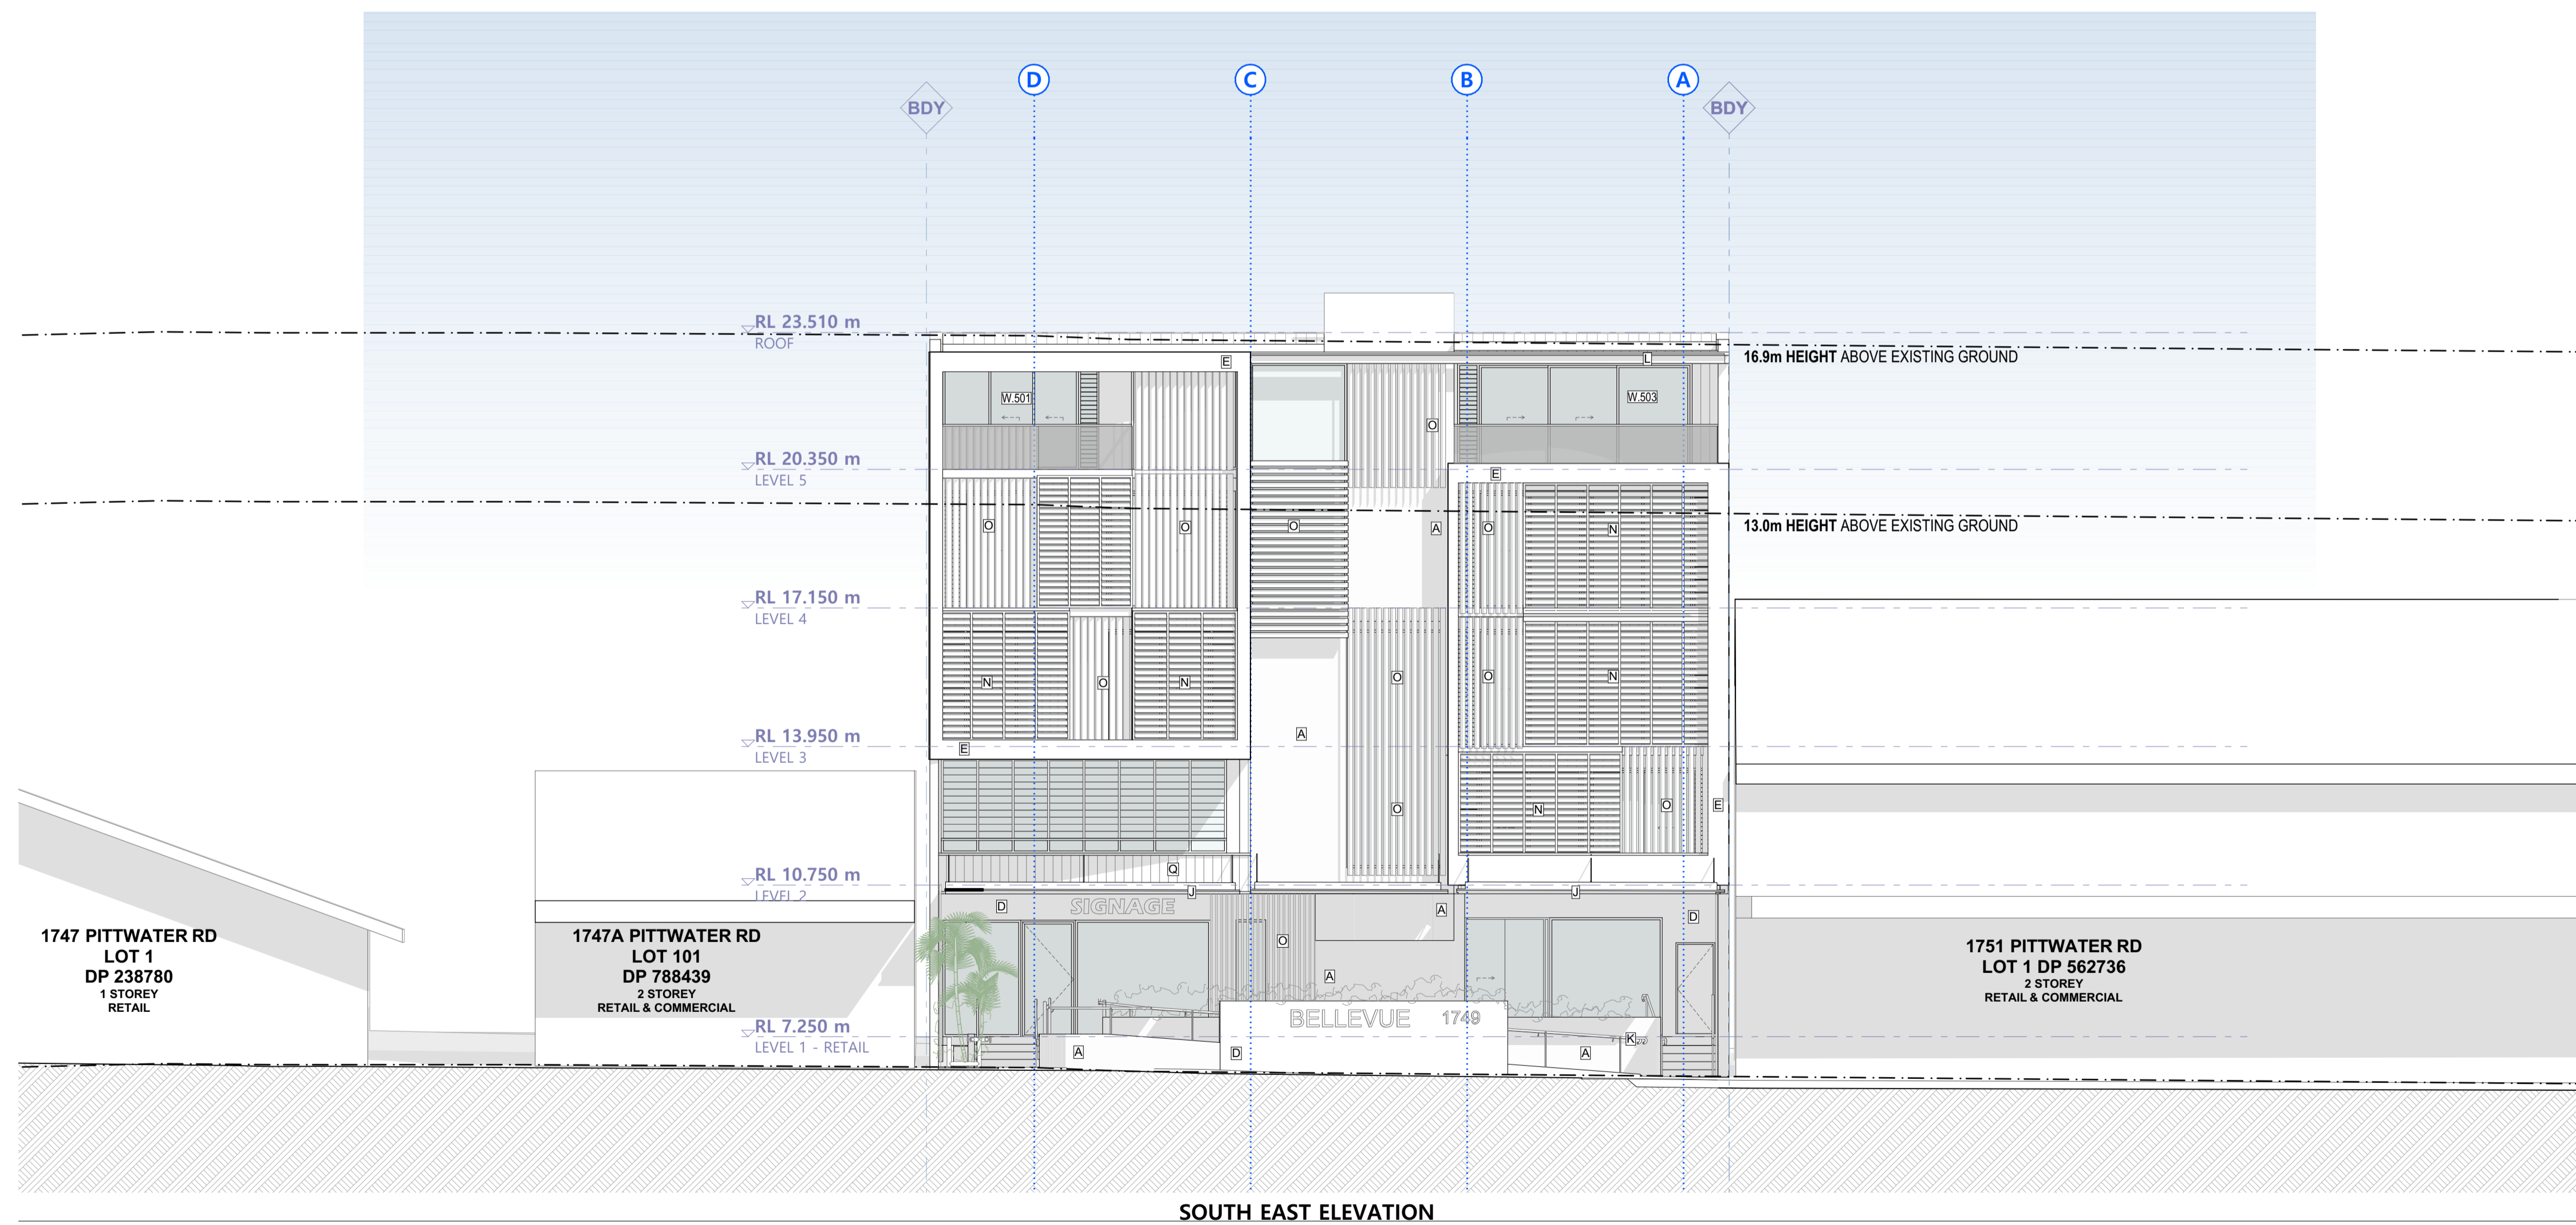 D
C
B
A
BDY
BDY
RL 23.510 m
ROOF
16.9m HEIGHT ABOVE EXISTING GROUND
E
L
W.501
W.503
O
RL 20.350 m
LEVEL 5
E
13.0m HEIGHT ABOVE EXISTING GROUND
O
O
O
A
O
N
RL 17.150 m
LEVEL 4
N
O
N
O
O
N
RL 13.950 m
LEVEL 3
E
A
O
N
O
E
RL 10.750 m
LEVEL 2
Q
J
J
D
SIGNAGE
A
D
O
A
1747 PITTWATER RD
LOT 1
DP 238780
1 STOREY
RETAIL
1747A PITTWATER RD
LOT 101
DP 788439
2 STOREY
RETAIL & COMMERCIAL
1751 PITTWATER RD
LOT 1 DP 562736
2 STOREY
RETAIL & COMMERCIAL
BELLEVUE 1749
RL 7.250 m
LEVEL 1 - RETAIL
K
A
D
A
SOUTH EAST ELEVATION